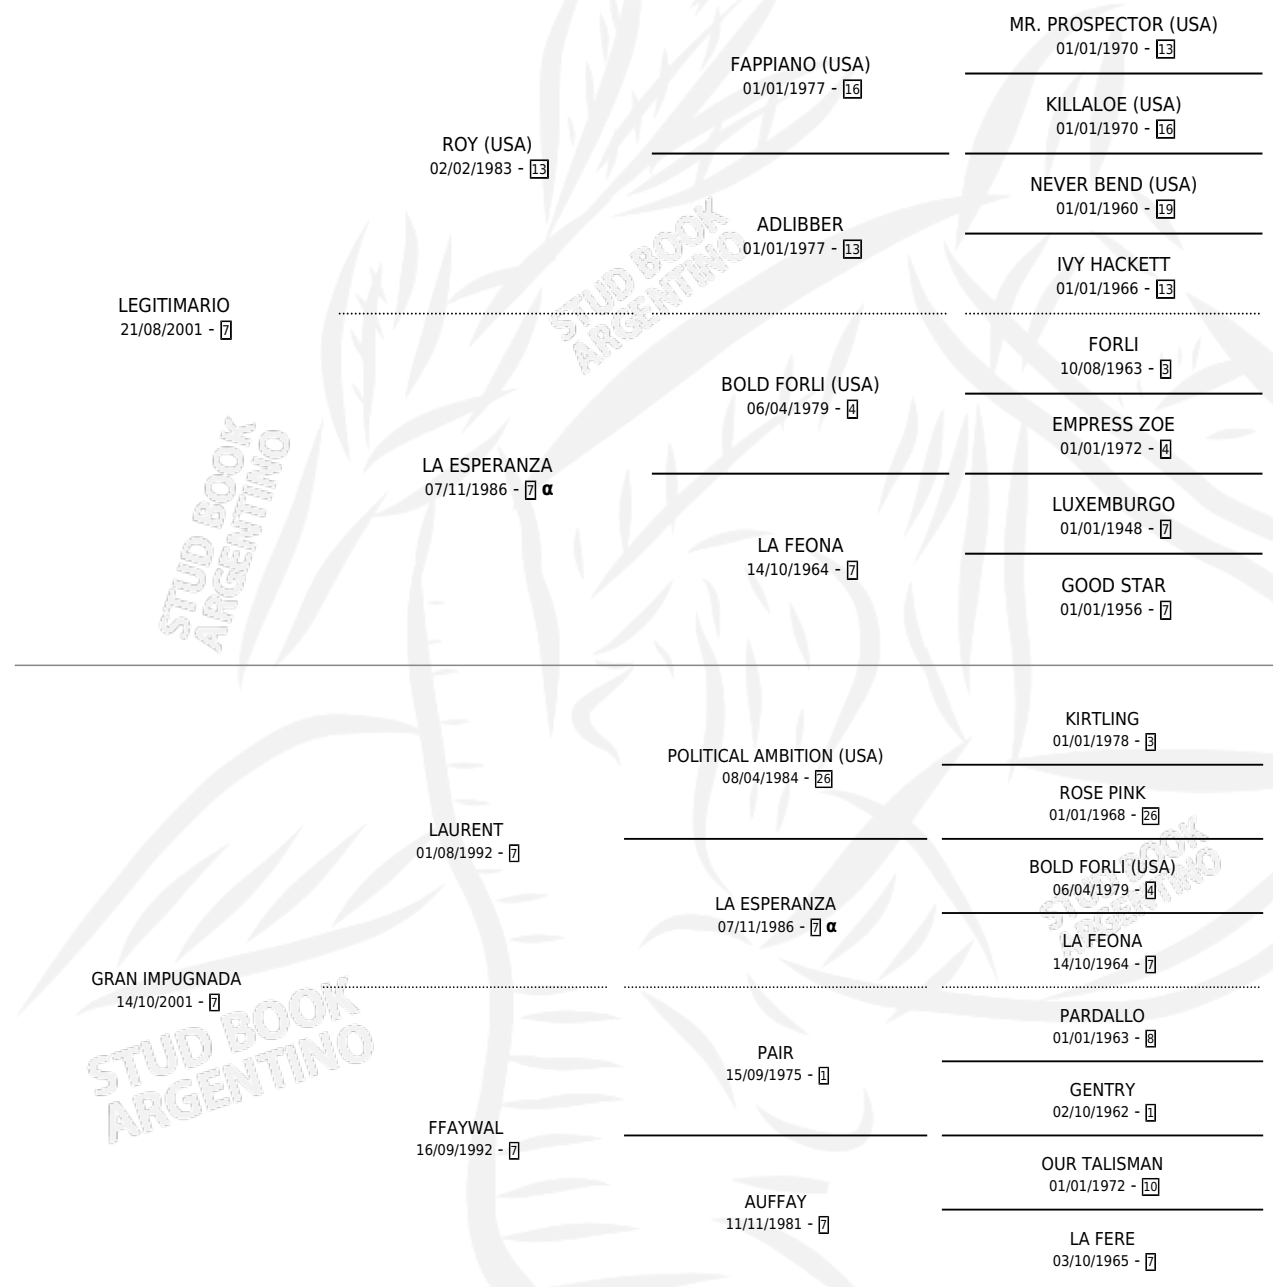 MR. PROSPECTOR (USA)
01/01/1970 - 13
FAPPIANO (USA)
01/01/1977 - 16
KILLALOE (USA)
01/01/1970 - 16
ROY (USA)
02/02/1983 - 13
NEVER BEND (USA)
01/01/1960 - 19
ADLIBBER
01/01/1977 - 13
IVY HACKETT
01/01/1966 - 13
LEGITIMARIO
21/08/2001 - 7
FORLI
10/08/1963 - 3
BOLD FORLI (USA)
06/04/1979 - 4
EMPRESS ZOE
01/01/1972 - 4
LA ESPERANZA
07/11/1986 - 7 α
LUXEMBURGO
01/01/1948 - 7
LA FEONA
14/10/1964 - 7
GOOD STAR
01/01/1956 - 7
KIRTLING
01/01/1978 - 3
POLITICAL AMBITION (USA)
08/04/1984 - 26
ROSE PINK
01/01/1968 - 26
LAURENT
01/08/1992 - 7
BOLD FORLI (USA)
06/04/1979 - 4
LA ESPERANZA
07/11/1986 - 7 α
LA FEONA
14/10/1964 - 7
GRAN IMPUGNADA
14/10/2001 - 7
PARDALLO
01/01/1963 - 8
PAIR
15/09/1975 - 1
GENTRY
02/10/1962 - 1
FFAYWAL
16/09/1992 - 7
OUR TALISMAN
01/01/1972 - 10
AUFFAY
11/11/1981 - 7
LA FERE
03/10/1965 - 7
STUD BOOK
ARGENTINO
STUD BOOK
ARGENTINO
STUD BOOK
ARGENTINO
STUD BOOK
ARGENTINO